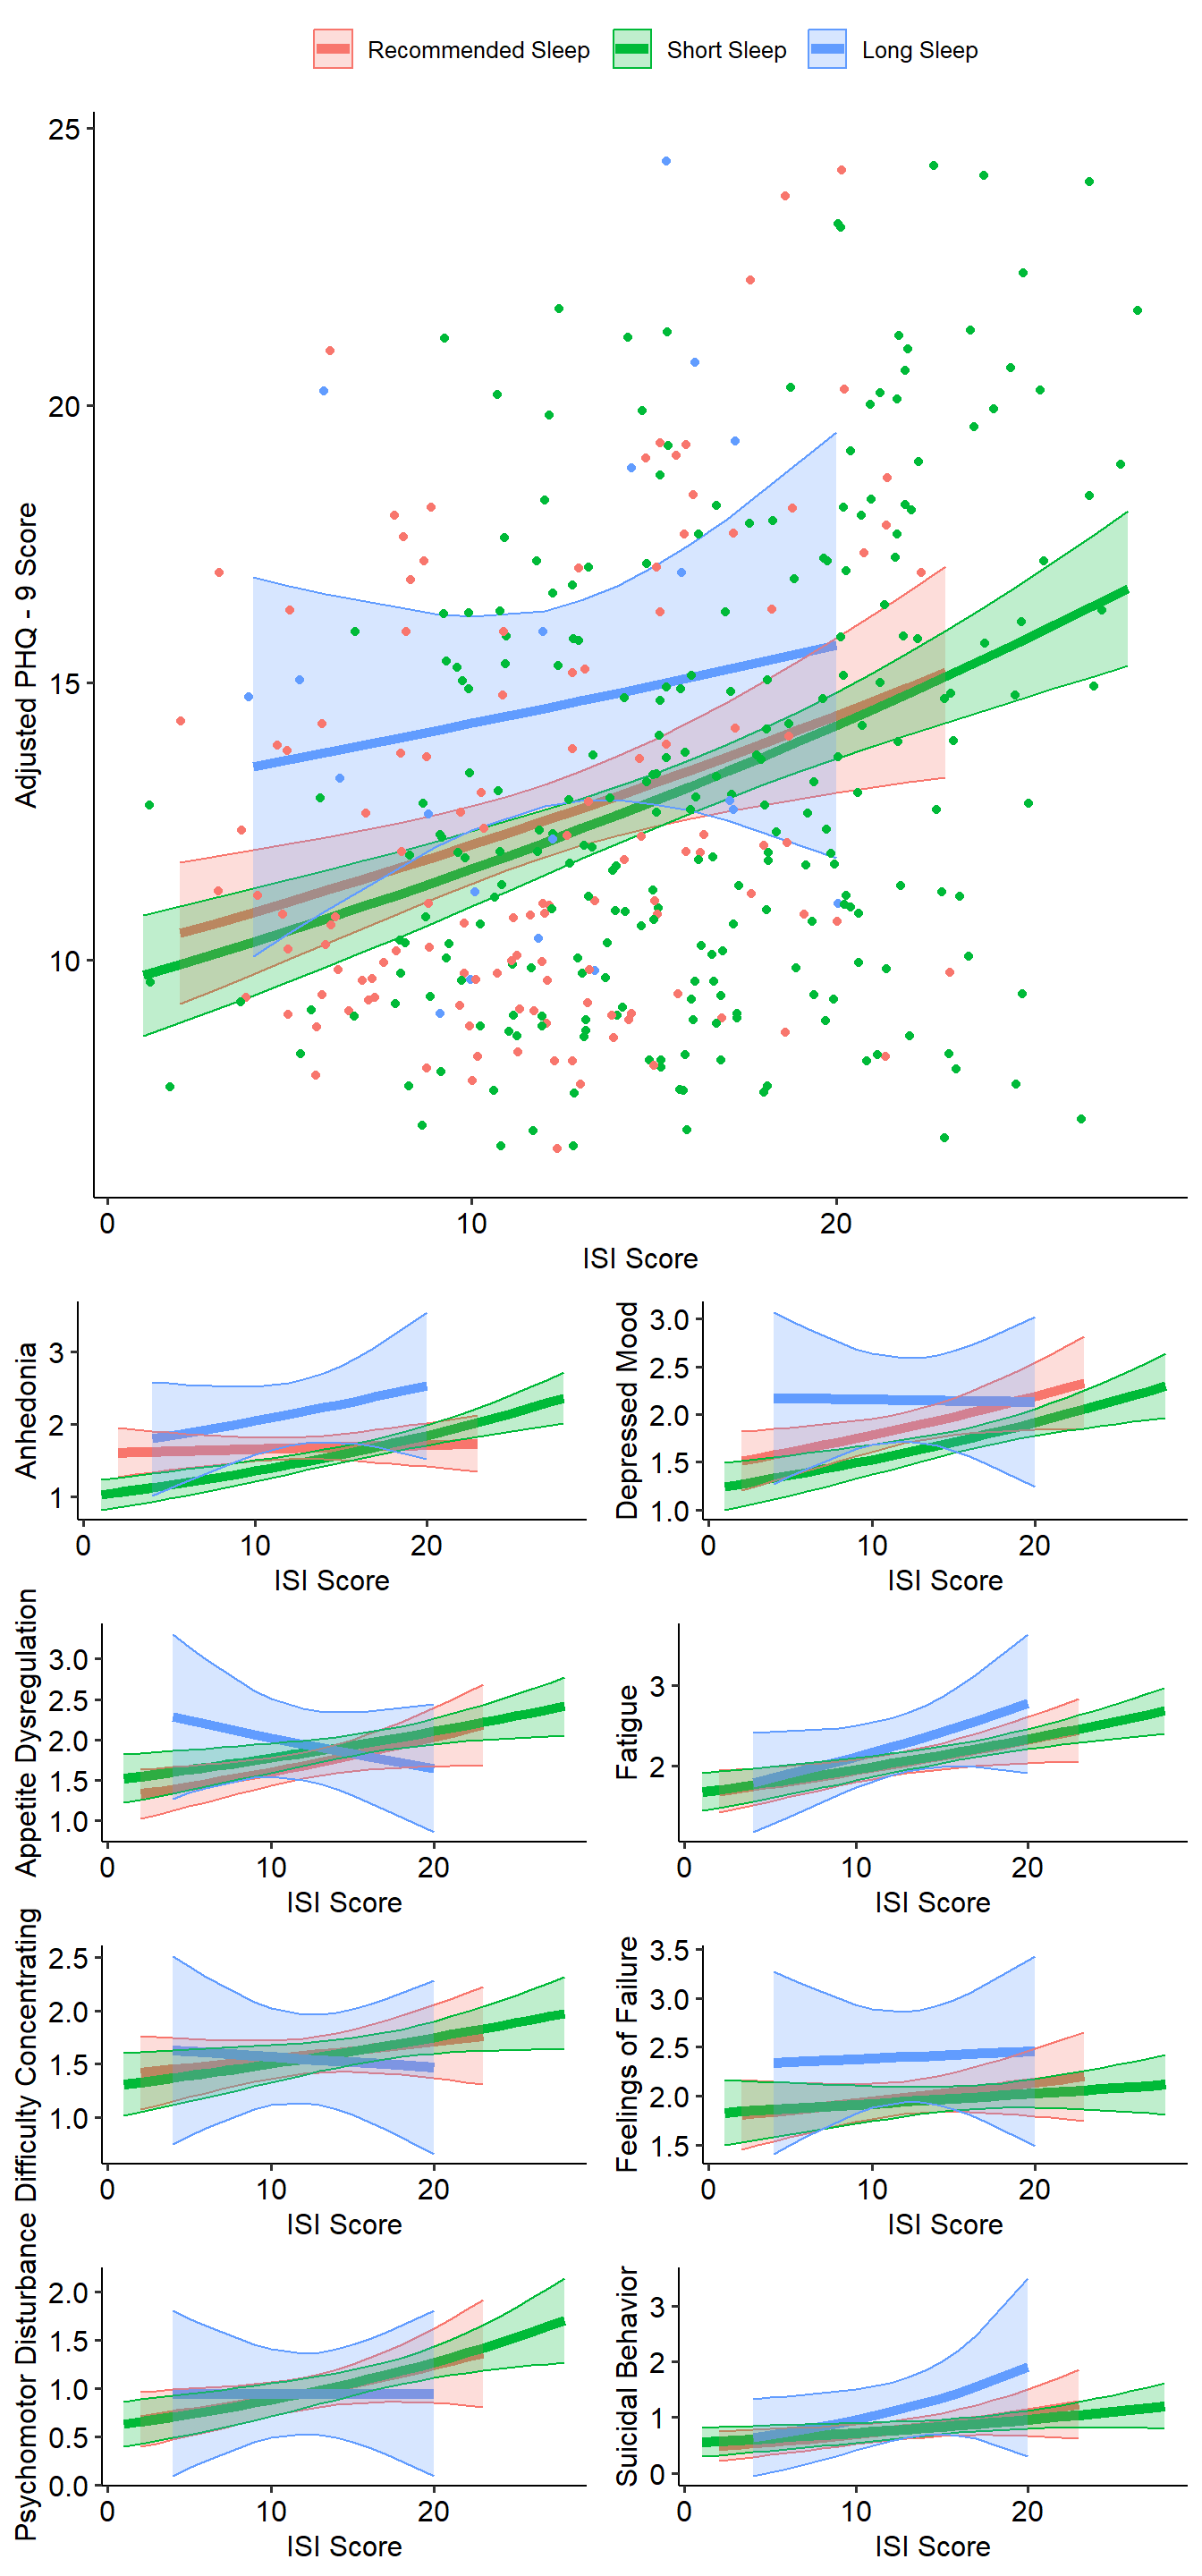 Recommended Sleep Short Sleep Long Sleep
Adjusted PHQ - 9 Score
25
20
15
10
0 10 20
ISI Score
Anhedonia
3
2
1
0 10 20
ISI Score
Depressed Mood
3.0
2.5
2.0
1.5
1.0
0 10 20
ISI Score
Appetite Dysregulation
3.0
2.5
2.0
1.5
1.0
0 10 20
ISI Score
Fatigue
3
2
0 10 20
ISI Score
Difficulty Concentrating
2.5
2.0
1.5
1.0
0 10 20
ISI Score
Feelings of Failure
3.5
3.0
2.5
2.0
1.5
0 10 20
ISI Score
Psychomotor Disturbance
2.0
1.5
1.0
0.5
0.0
0 10 20
ISI Score
Suicidal Behavior
3
2
1
0
0 10 20
ISI Score